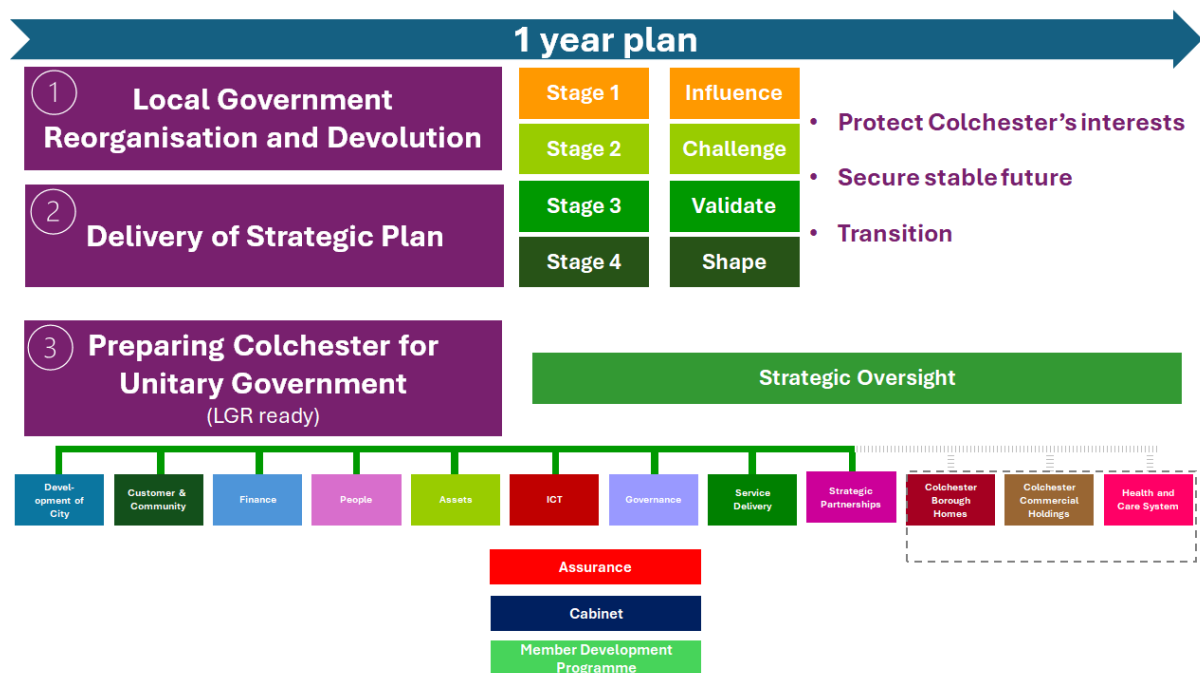 1 year plan
1
Local Government
Reorganisation and Devolution
2
Delivery of Strategic Plan
Stage 1
Influence
Stage 2
Challenge
Stage 3
Validate
Stage 4
Shape
• Protect Colchester's interests
• Secure stable future
• Transition
3
Preparing Colchester for
Unitary Government
(LGR ready)
Strategic Oversight
Devel-
opment of
City
Customer &
Community
Finance
People
Assets
ICT
Governance
Service
Delivery
Strategic
Partnerships
Colchester
Borough
Homes
Colchester
Commercial
Holdings
Health and
Care System
Assurance
Cabinet
Member Development
Programme